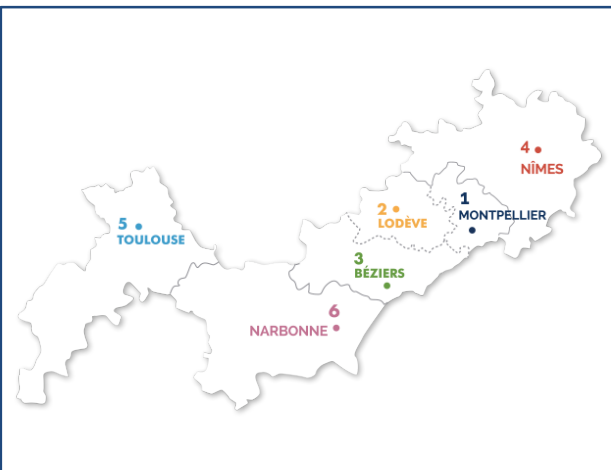 4
NÎMES
1
MONTPELLIER
2
LODÈVE
5
TOULOUSE
3
BÉZIERS
6
NARBONNE